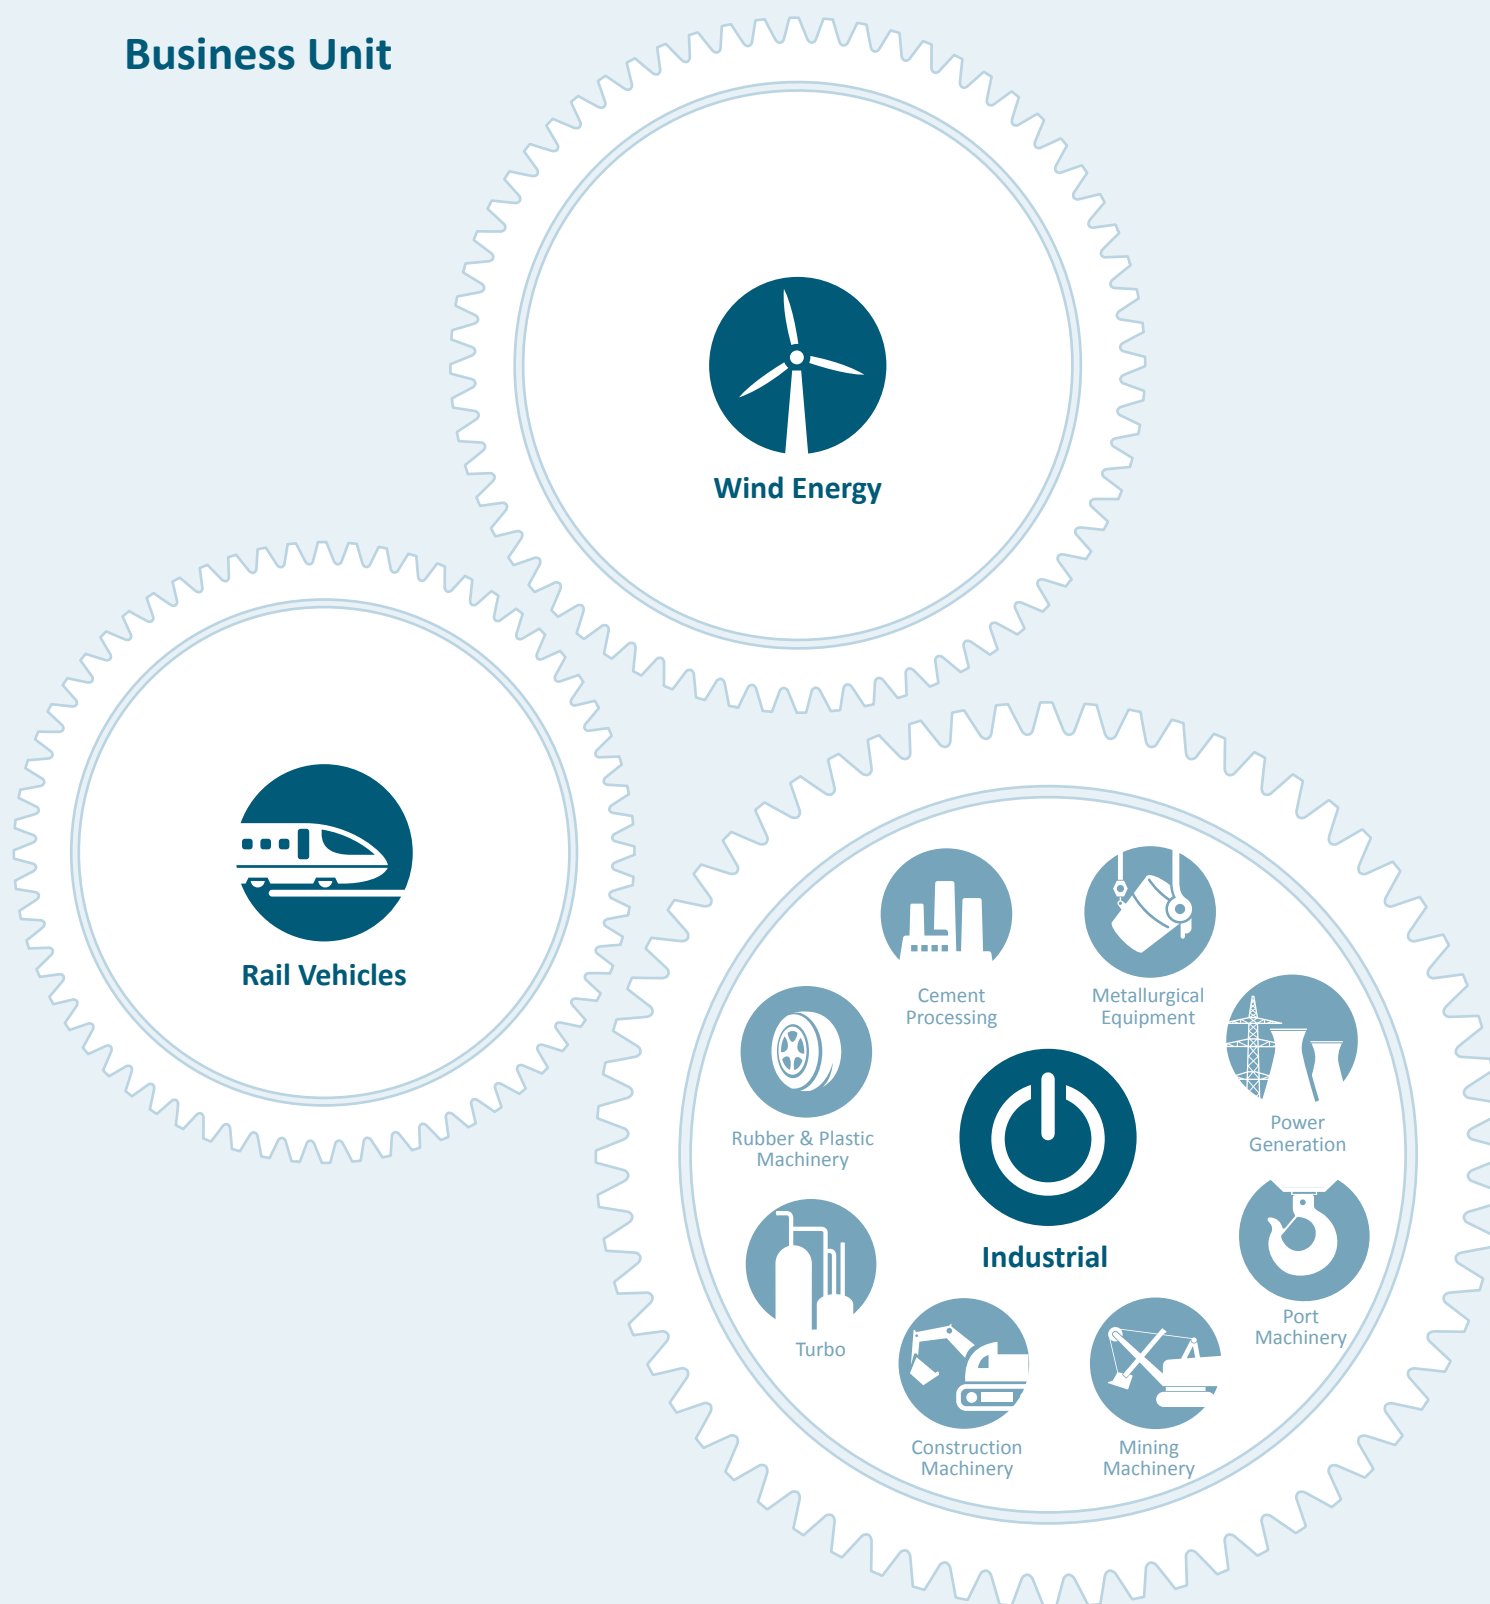 Business Unit
Wind Energy
Rail Vehicles
Cement
Processing
Metallurgical
Equipment
Rubber & Plastic
Machinery
Power
Generation
Industrial
Turbo
Port
Machinery
Construction
Machinery
Mining
Machinery